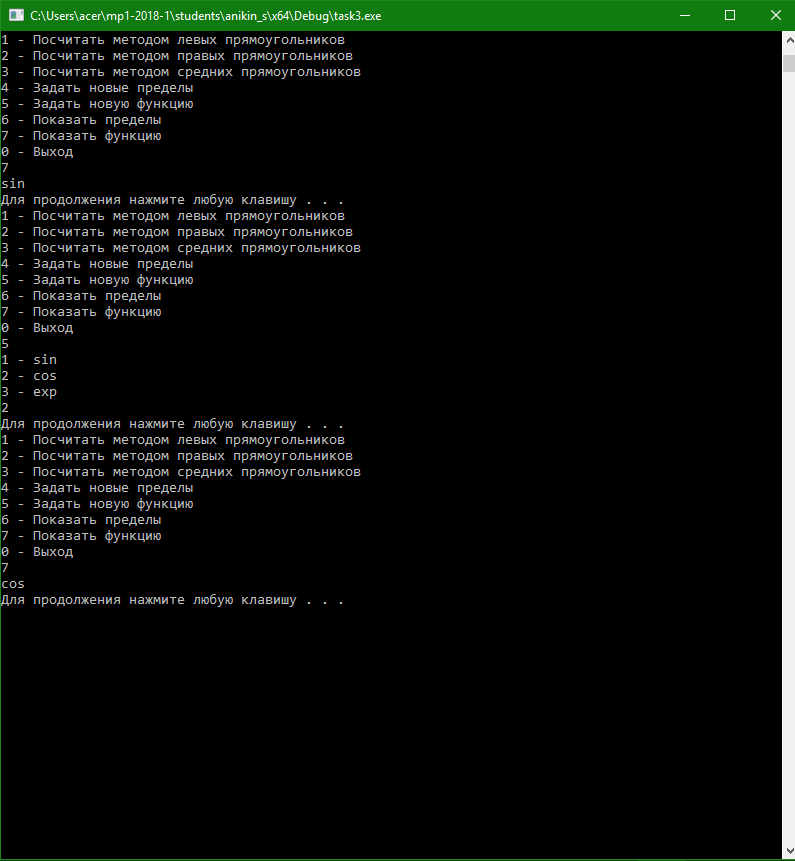 C:\Users\acer\mp1-2018-1\students\anikin_s\x64\Debug\task3.exe
1 - Посчитать методом левых прямоугольников
2 - Посчитать методом правых прямоугольников
3 - Посчитать методом средних прямоугольников
4 - Задать новые пределы
5 - Задать новую функцию
6 - Показать пределы
7 - Показать функцию
0 - Выход
7
sin
Для продолжения нажмите любую клавишу . . .
1 - Посчитать методом левых прямоугольников
2 - Посчитать методом правых прямоугольников
3 - Посчитать методом средних прямоугольников
4 - Задать новые пределы
5 - Задать новую функцию
6 - Показать пределы
7 - Показать функцию
0 - Выход
5
1 - sin
2 - cos
3 - exp
2
Для продолжения нажмите любую клавишу . . .
1 - Посчитать методом левых прямоугольников
2 - Посчитать методом правых прямоугольников
3 - Посчитать методом средних прямоугольников
4 - Задать новые пределы
5 - Задать новую функцию
6 - Показать пределы
7 - Показать функцию
0 - Выход
7
cos
Для продолжения нажмите любую клавишу . . .